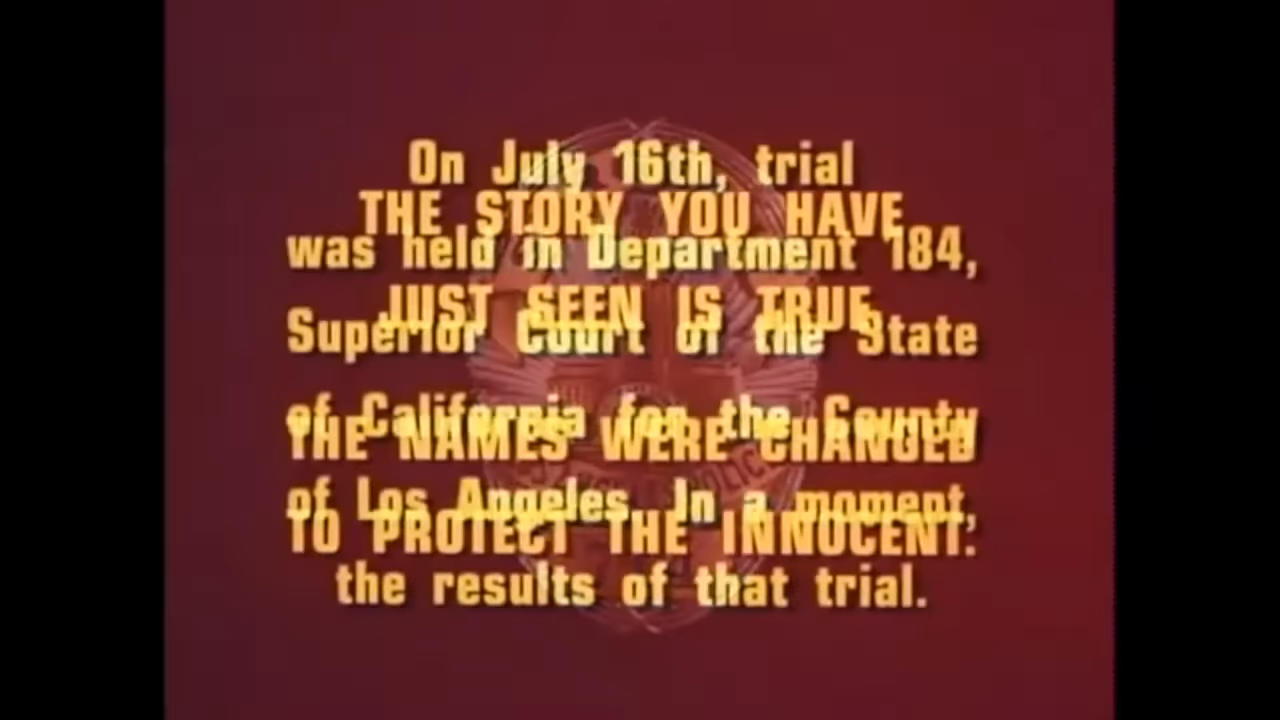 On July 16th, trial
THE STORY YOU HAVE
was held in Department 184,
JUST SEEN IS TRUE
Superior Court of the State
of California for the County
THE NAMES WERE CHANGED
of Los Angeles. In a moment,
TO PROTECT THE INNOCENT.
the results of that trial.
POLICE